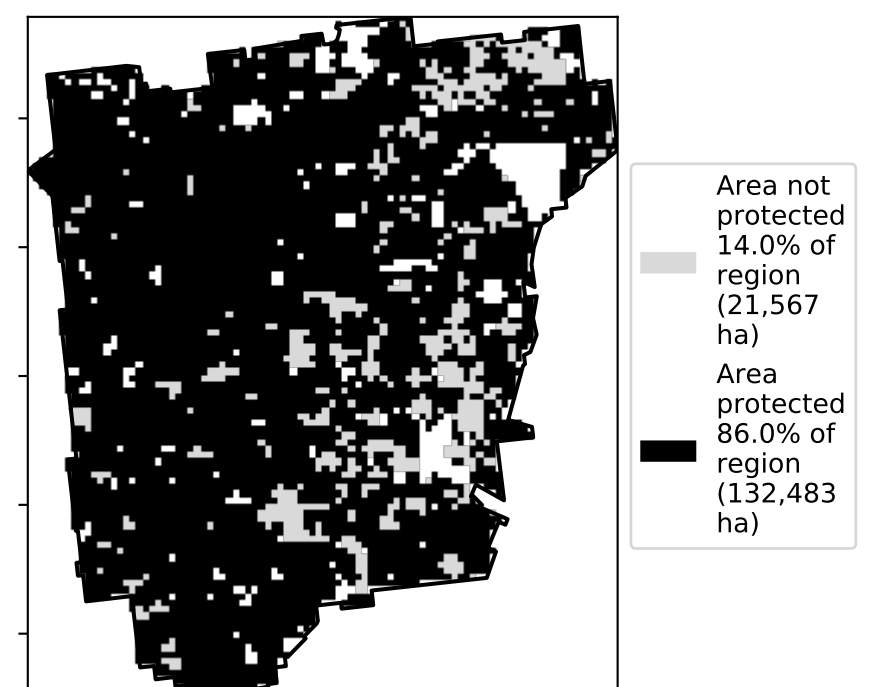 Area not
protected
14.0% of
region
(21,567
ha)
Area
protected
86.0% of
region
(132,483
ha)